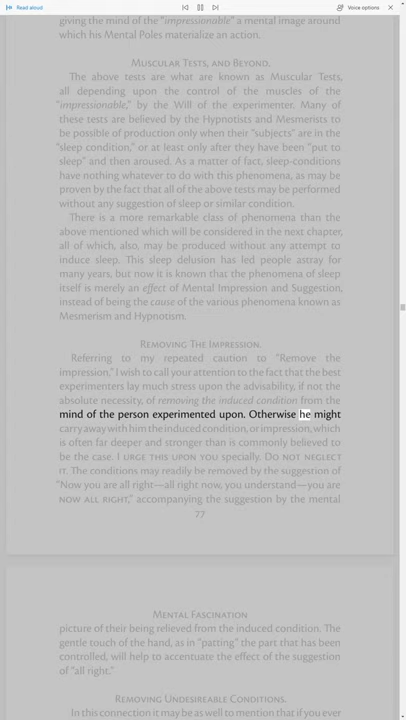 Read aloud
Voice options
giving the mind of the "impressionable" a mental image around
which his Mental Poles materialize an action.
MUSCULAR TESTS, AND BEYOND.
The above tests are what are known as Muscular Tests,
all depending upon the control of the muscles of the
"impressionable," by the Will of the experimenter. Many of
these tests are believed by the Hypnotists and Mesmerists to
be possible of production only when their "subjects" are in the
"sleep condition," or at least only after they have been "put to
sleep" and then aroused. As a matter of fact, sleep-conditions
have nothing whatever to do with this phenomena, as may be
proven by the fact that all of the above tests may be performed
without any suggestion of sleep or similar condition.
There is a more remarkable class of phenomena than the
above mentioned which will be considered in the next chapter,
all of which, also, may be produced without any attempt to
induce sleep. This sleep delusion has led people astray for
many years, but now it is known that the phenomena of sleep
itself is merely an effect of Mental Impression and Suggestion,
instead of being the cause of the various phenomena known as
Mesmerism and Hypnotism.
REMOVING THE IMPRESSION.
Referring to my repeated caution to "Remove the
impression," I wish to call your attention to the fact that the best
experimenters lay much stress upon the advisability, if not the
absolute necessity, of removing the induced condition from the
mind of the person experimented upon. Otherwise he might
carry away with him the induced condition, or impression, which
is often far deeper and stronger than is commonly believed to
be the case. I URGE THIS UPON YOU specially. DO NOT NEGLECT
IT. The conditions may readily be removed by the suggestion of
"Now you are all right—all right now, you understand—you are
NOW ALL RIGHT," accompanying the suggestion by the mental
77
MENTAL FASCINATION
picture of their being relieved from the induced condition. The
gentle touch of the hand, as in "patting" the part that has been
controlled, will help to accentuate the effect of the suggestion
of "all right."
REMOVING UNDESIREABLE CONDITIONS.
In this connection it may be as well to mention that if you ever